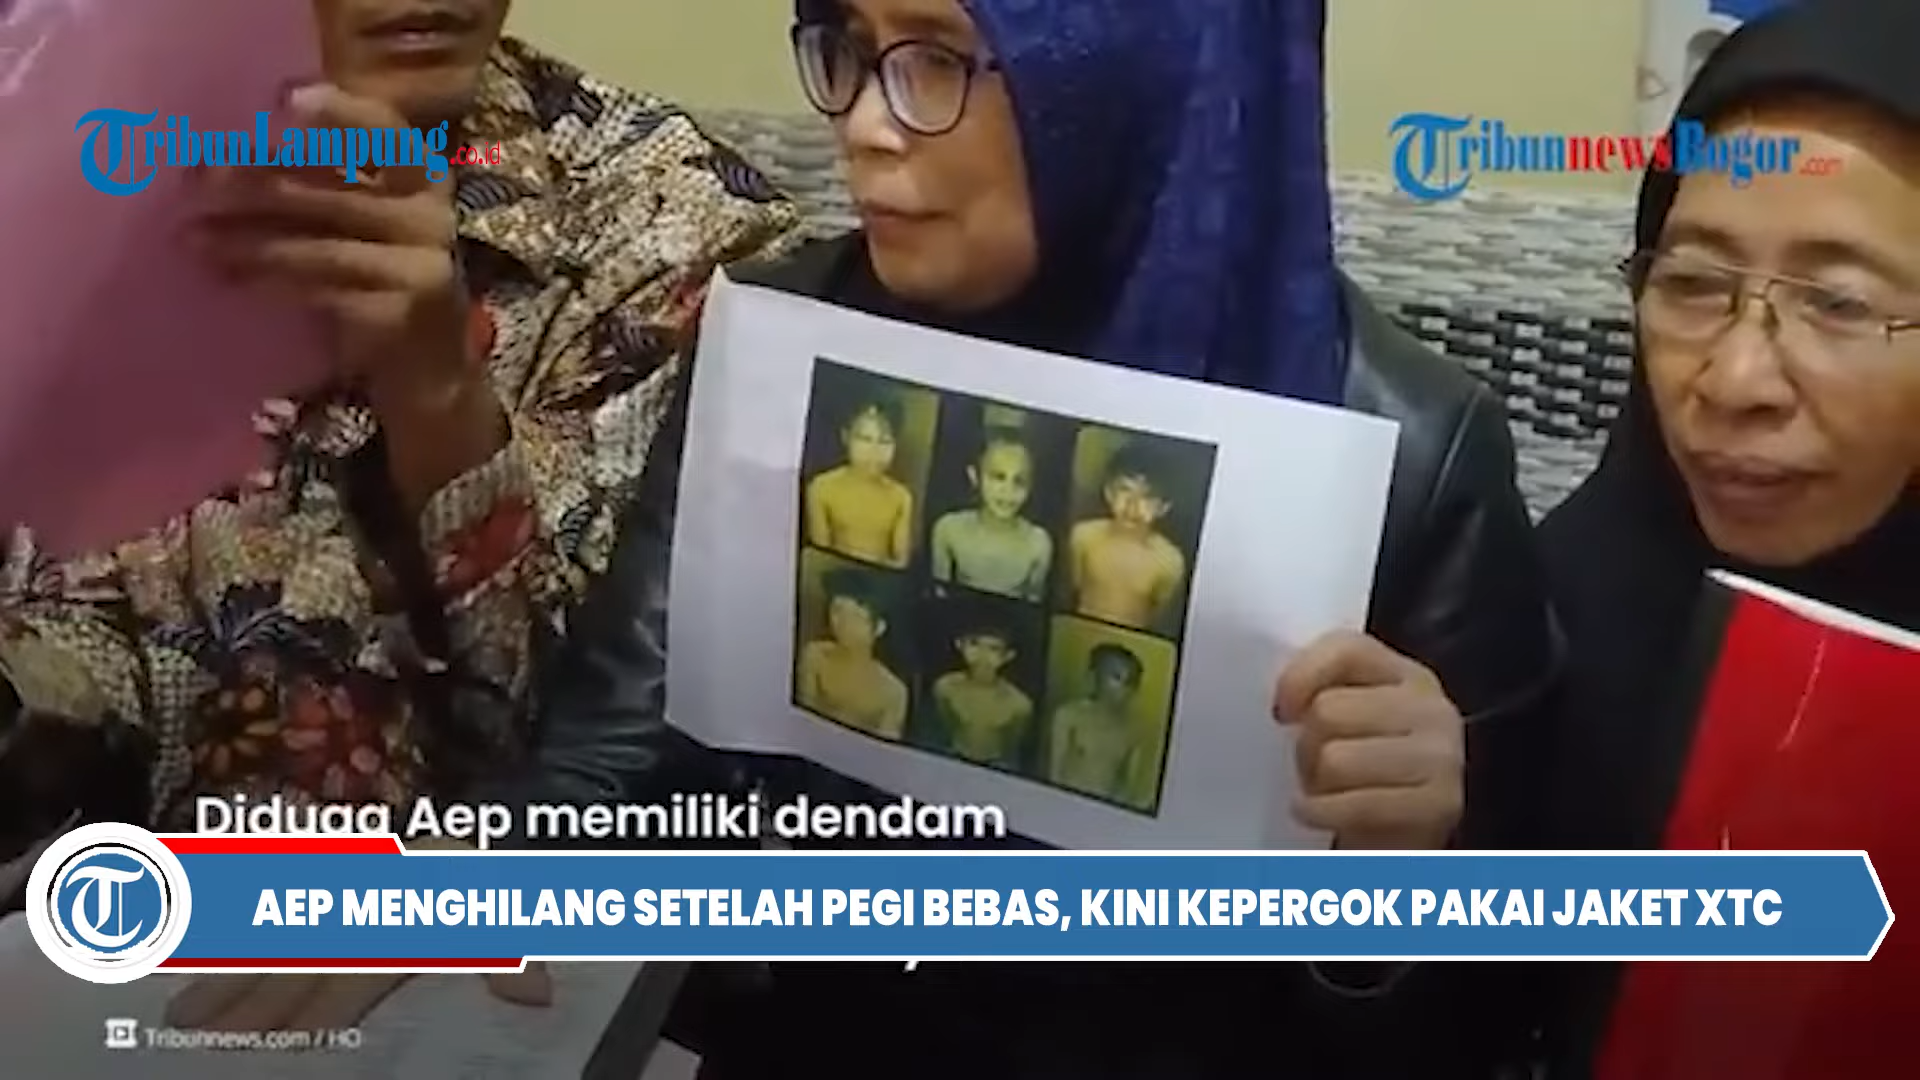 TribunLampung.co.id
TribunnewsBogor.com
Diduga Aep memiliki dendam
AEP MENGHILANG SETELAH PEGI BEBAS, KINI KEPERGOK PAKAI JAKET XTC
Tribunnews.com / HO